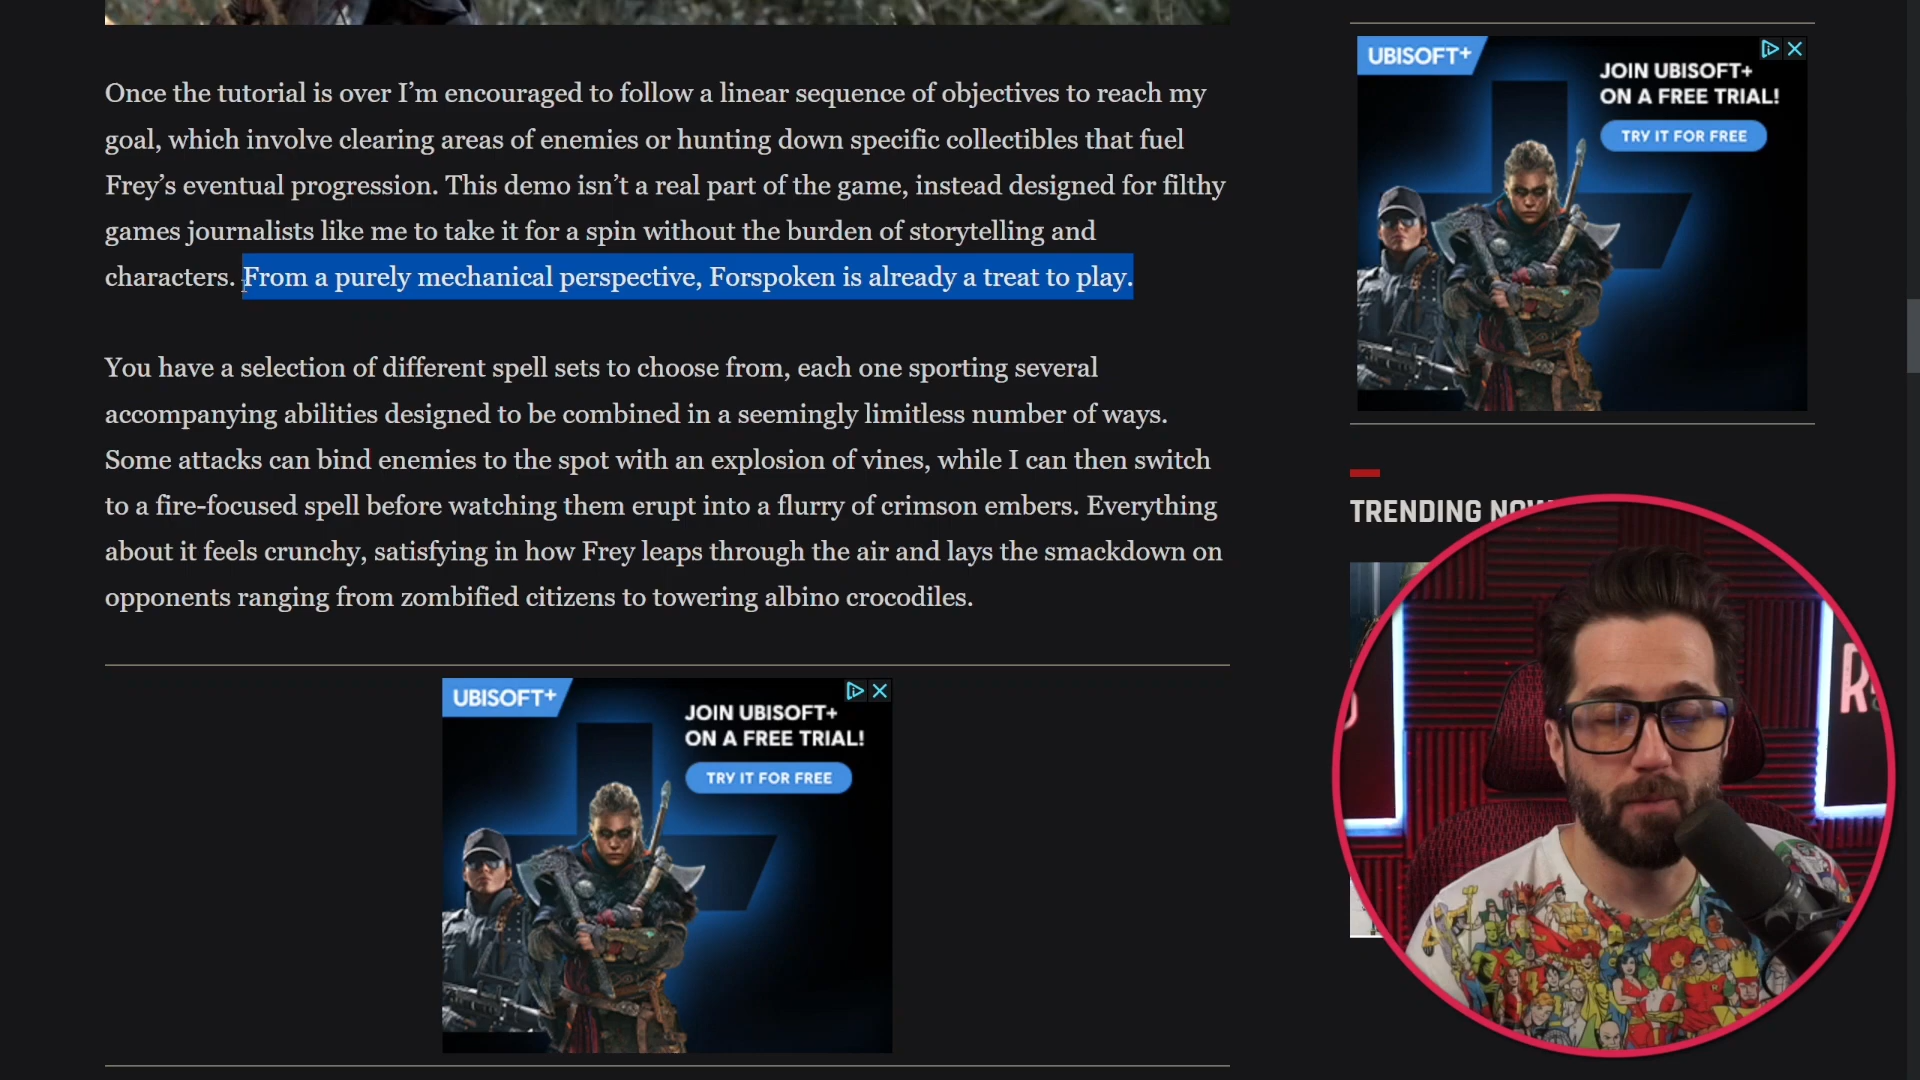 Once the tutorial is over I’m encouraged to follow a linear sequence of objectives to reach my
goal, which involve clearing areas of enemies or hunting down specific collectibles that fuel
Frey’s eventual progression. This demo isn’t a real part of the game, instead designed for filthy
games journalists like me to take it for a spin without the burden of storytelling and
characters. From a purely mechanical perspective, Forspoken is already a treat to play.
You have a selection of different spell sets to choose from, each one sporting several
accompanying abilities designed to be combined in a seemingly limitless number of ways.
Some attacks can bind enemies to the spot with an explosion of vines, while I can then switch
to a fire-focused spell before watching them erupt into a flurry of crimson embers. Everything
about it feels crunchy, satisfying in how Frey leaps through the air and lays the smackdown on
opponents ranging from zombified citizens to towering albino crocodiles.
UBISOFT+
JOIN UBISOFT+
ON A FREE TRIAL!
TRY IT FOR FREE
UBISOFT+
JOIN UBISOFT+
ON A FREE TRIAL!
TRY IT FOR FREE
TRENDING NOW